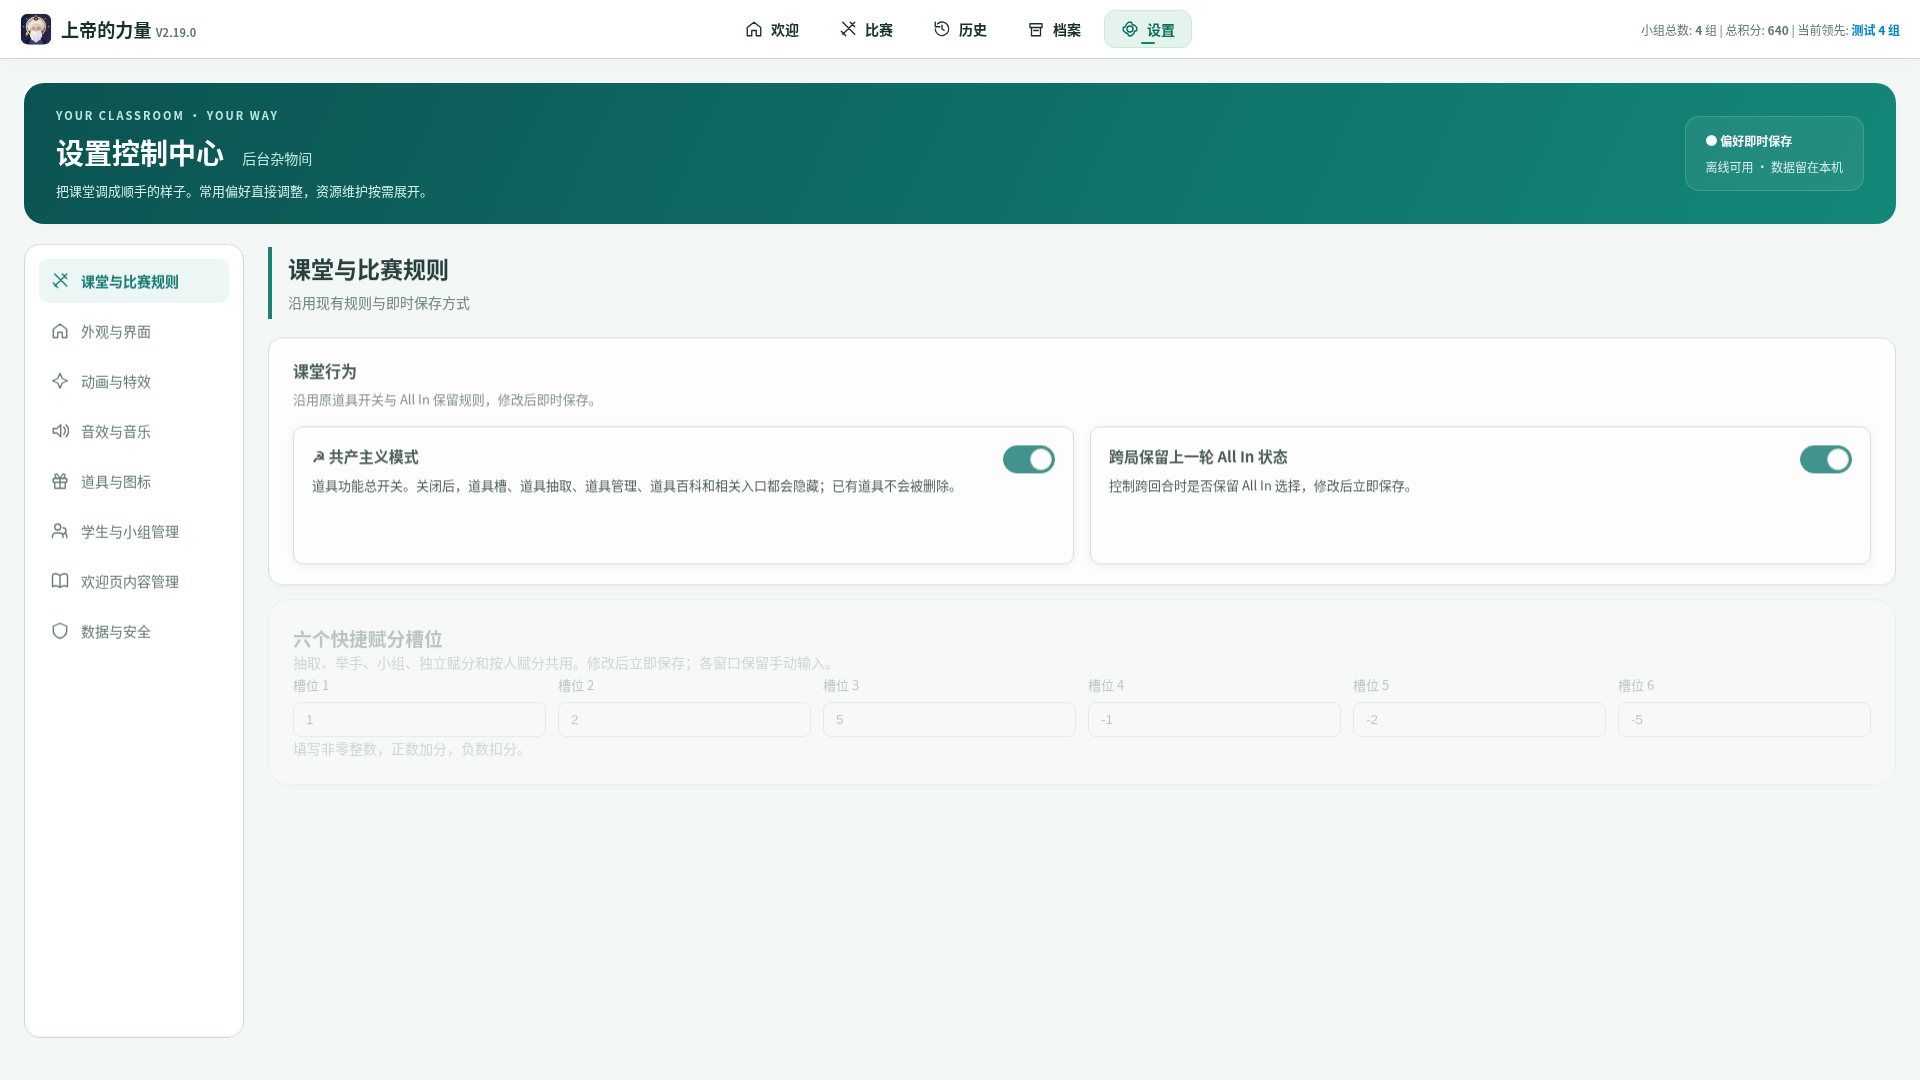 上帝的力量 V2.19.0
欢迎
比赛
历史
档案
设置
小组总数: 4 组 | 总积分: 640 | 当前领先: 测试 4 组
YOUR CLASSROOM · YOUR WAY
设置控制中心 后台杂物间
把课堂调成顺手的样子。常用偏好直接调整，资源维护按需展开。
偏好即时保存
离线可用 · 数据留在本机
课堂与比赛规则
外观与界面
动画与特效
音效与音乐
道具与图标
学生与小组管理
欢迎页内容管理
数据与安全
课堂与比赛规则
沿用现有规则与即时保存方式
课堂行为
沿用原道具开关与 All In 保留规则，修改后即时保存。
☭ 共产主义模式
道具功能总开关。关闭后，道具槽、道具抽取、道具管理、道具百科和相关入口都会隐藏；已有道具不会被删除。
跨局保留上一轮 All In 状态
控制跨回合时是否保留 All In 选择，修改后立即保存。
六个快捷赋分槽位
抽取、举手、小组、独立赋分和按人赋分共用。修改后立即保存；各窗口保留手动输入。
槽位 1
槽位 2
槽位 3
槽位 4
槽位 5
槽位 6
1
2
5
-1
-2
-5
填写非零整数，正数加分，负数扣分。